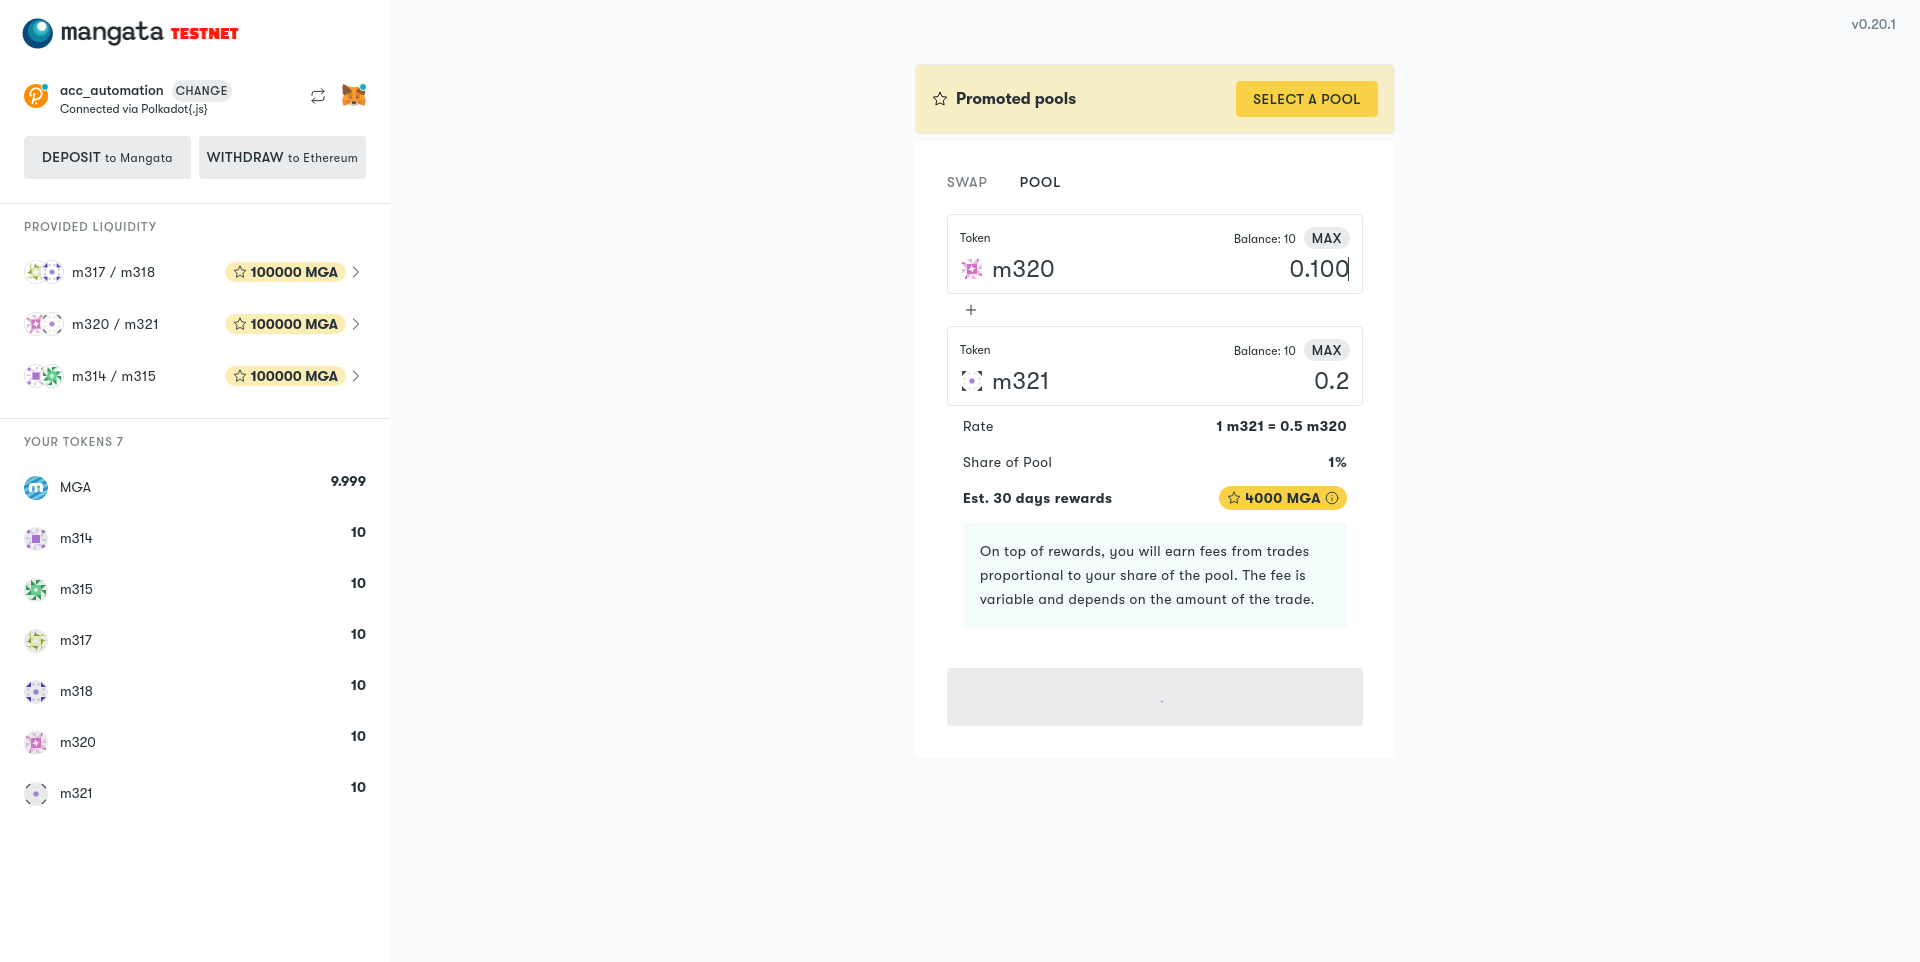 mangata TESTNET
v0.20.1
acc_automation CHANGE
Connected via Polkadot{.js}
DEPOSIT to Mangata
WITHDRAW to Ethereum
PROVIDED LIQUIDITY
m317 / m318 100000 MGA
m320 / m321 100000 MGA
m314 / m315 100000 MGA
YOUR TOKENS 7
MGA 9.999
m314 10
m315 10
m317 10
m318 10
m320 10
m321 10
Promoted pools SELECT A POOL
SWAP POOL
Token Balance: 10 MAX
m320 0.100
+
Token Balance: 10 MAX
m321 0.2
Rate 1 m321 = 0.5 m320
Share of Pool 1%
Est. 30 days rewards 4000 MGA
On top of rewards, you will earn fees from trades
proportional to your share of the pool. The fee is
variable and depends on the amount of the trade.
.